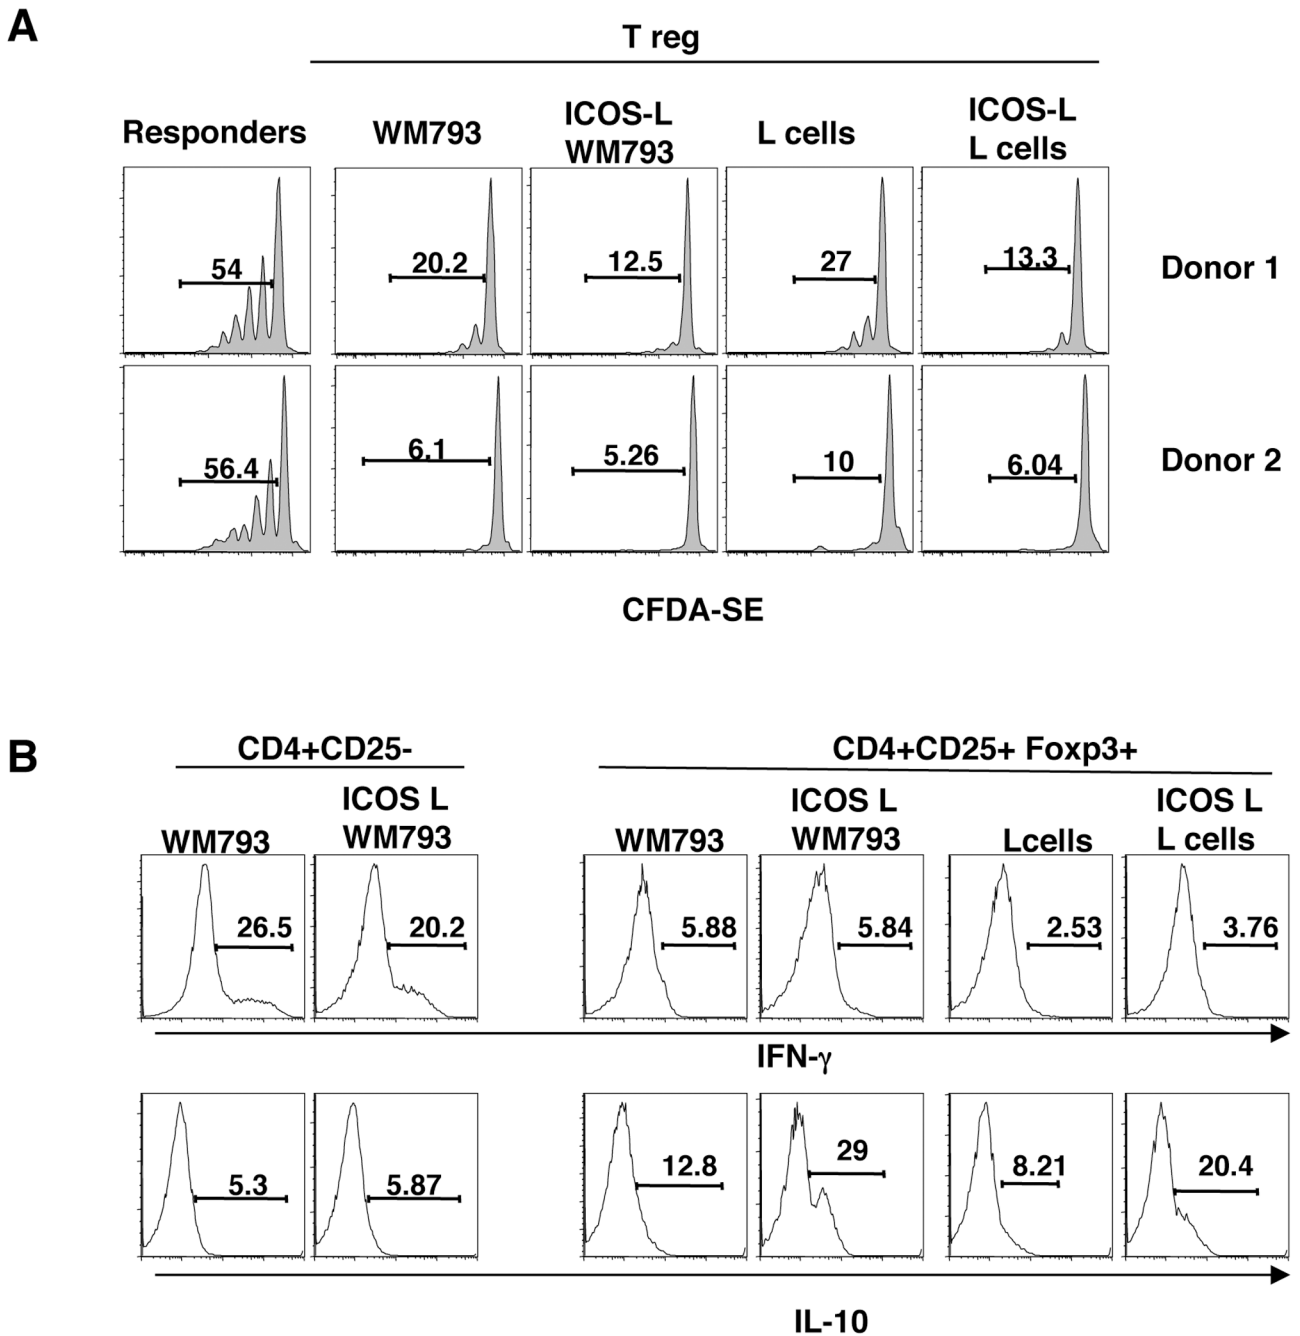 A
T reg
Responders
WM793
ICOS-L
WM793
L cells
ICOS-L
L cells
54
20.2
12.5
27
13.3
Donor 1
56.4
6.1
5.26
10
6.04
Donor 2
CFDA-SE
B
CD4+CD25-
CD4+CD25+ Foxp3+
WM793
ICOS L
WM793
WM793
ICOS L
WM793
Lcells
ICOS L
L cells
26.5
20.2
5.88
5.84
2.53
3.76
IFN-γ
5.3
5.87
12.8
29
8.21
20.4
IL-10